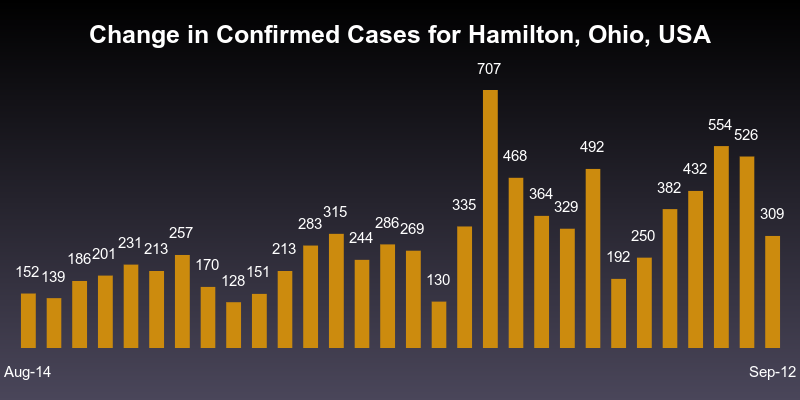 Change in Confirmed Cases for Hamilton, Ohio, USA
152 139 186 201 231 213 257 170 128 151 213 283 315 244 286 269 130 335 707 468 364 329 492 192 250 382 432 554 526 309
Aug-14 Sep-12